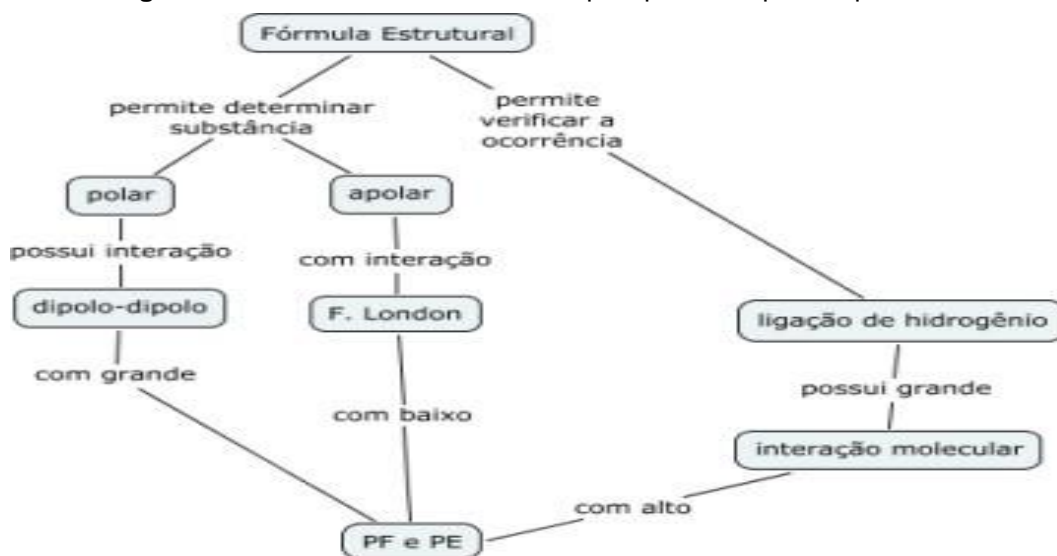 Fórmula Estrutural
permite determinar
substância
permite
verificar a
ocorrência
polar
apolar
possui interação
com interação
dipolo-dipolo
F. London
ligação de hidrogênio
com grande
com baixo
possui grande
interação molecular
com alto
PF e PE